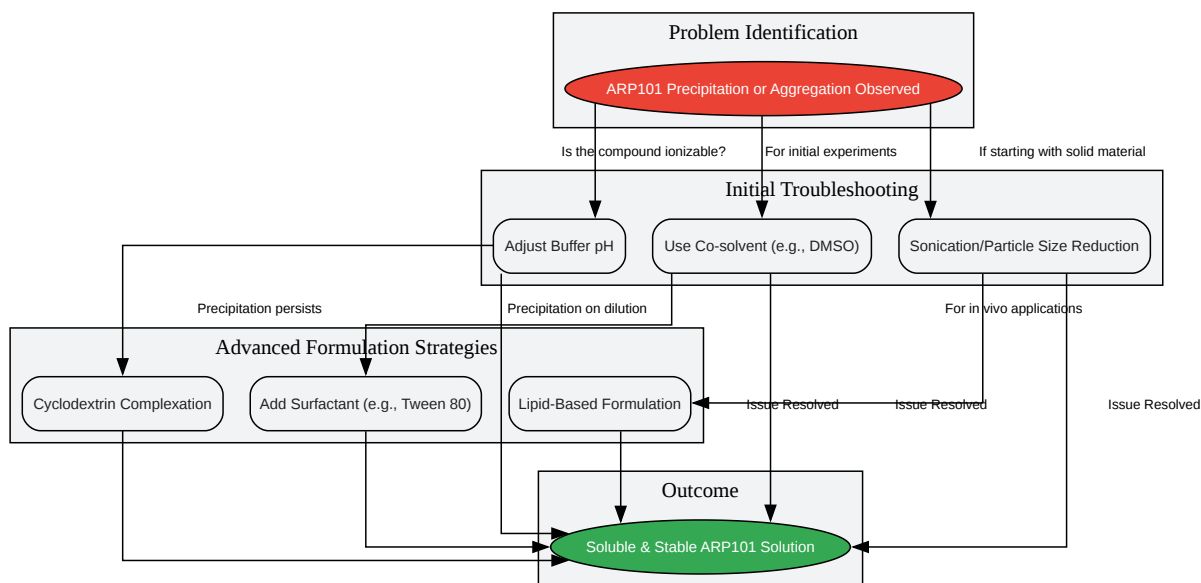 Problem Identification
ARP101 Precipitation or Aggregation Observed
Is the compound ionizable?
For initial experiments
If starting with solid material
Initial Troubleshooting
Adjust Buffer pH
Use Co-solvent (e.g., DMSO)
Sonication/Particle Size Reduction
Precipitation persists
Precipitation on dilution
For in vivo applications
Advanced Formulation Strategies
Cyclodextrin Complexation
Add Surfactant (e.g., Tween 80)
Lipid-Based Formulation
Issue Resolved
Issue Resolved
Issue Resolved
Outcome
Soluble & Stable ARP101 Solution